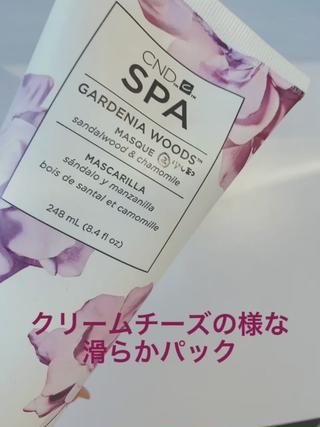 CND
SPA
GARDENIA WOODS™
MASQUE
sandalwood & chamomile
MASCARILLA
sándalo y manzanilla
bois de santal et camomille
248 mL (8.4 fl oz)
クリームチーズの様な
滑らかパック